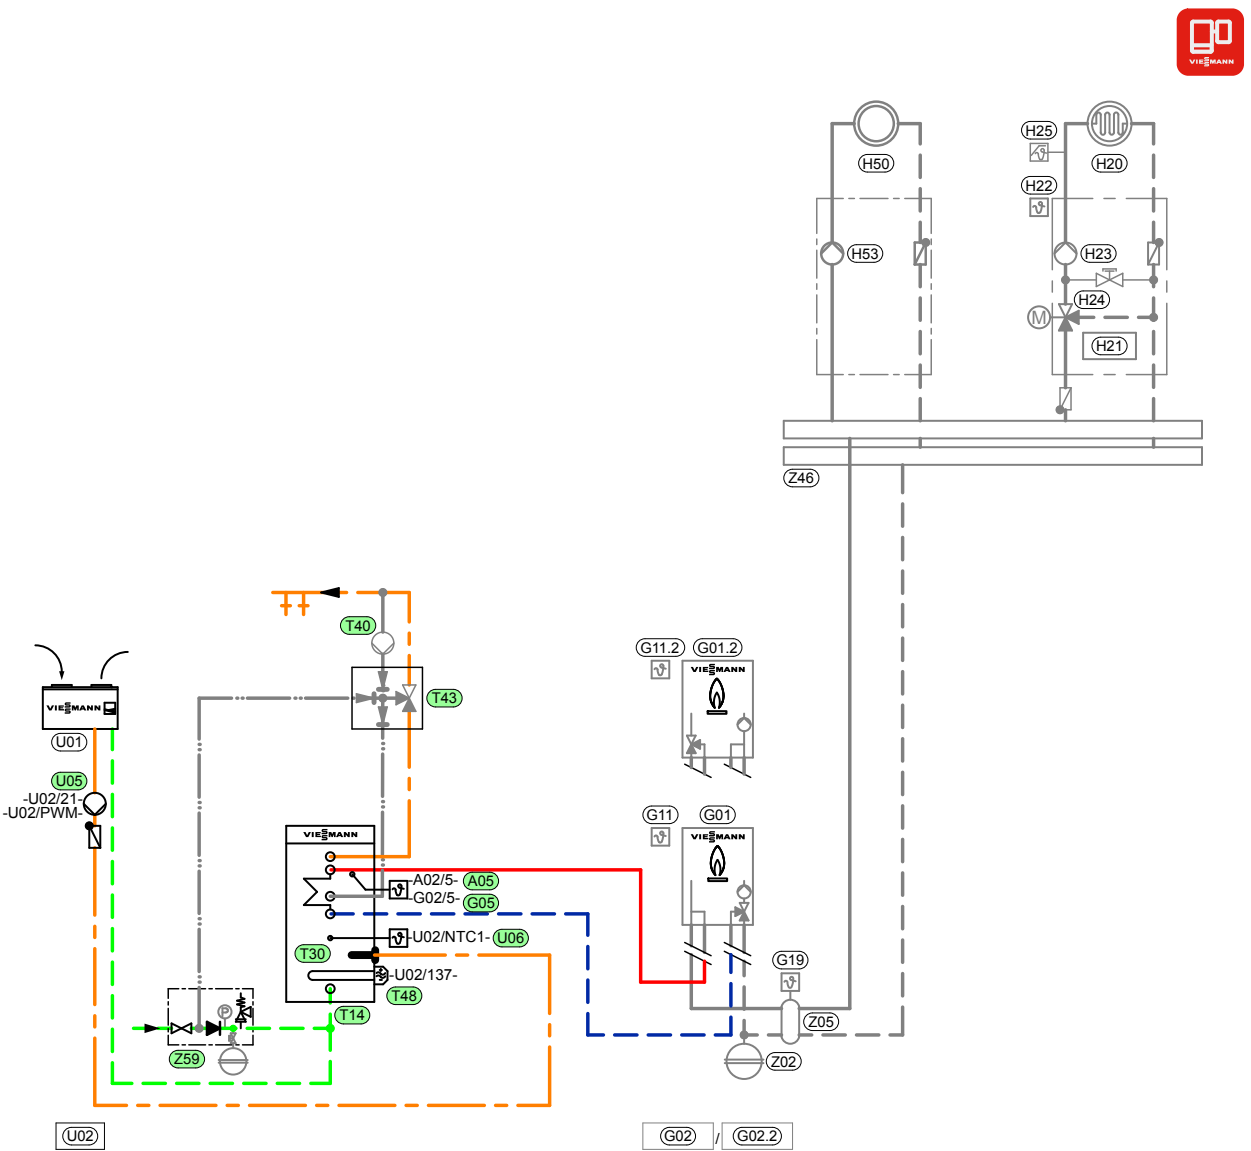 VIESMANN
H25
H50
H20
H22
H53
H23
H24
M
H21
Z46
T40
G11.2
G01.2
VIESMANN
T43
VIESMANN
U01
U05
-U02/21-
-U02/PWM-
G11
G01
VIESMANN
VIESMANN
-A02/5-
A05
-G02/5-
G05
-U02/NTC1-
U06
T30
-U02/137-
T48
G19
P
T14
Z05
Z59
Z02
U02
G02
/
G02.2